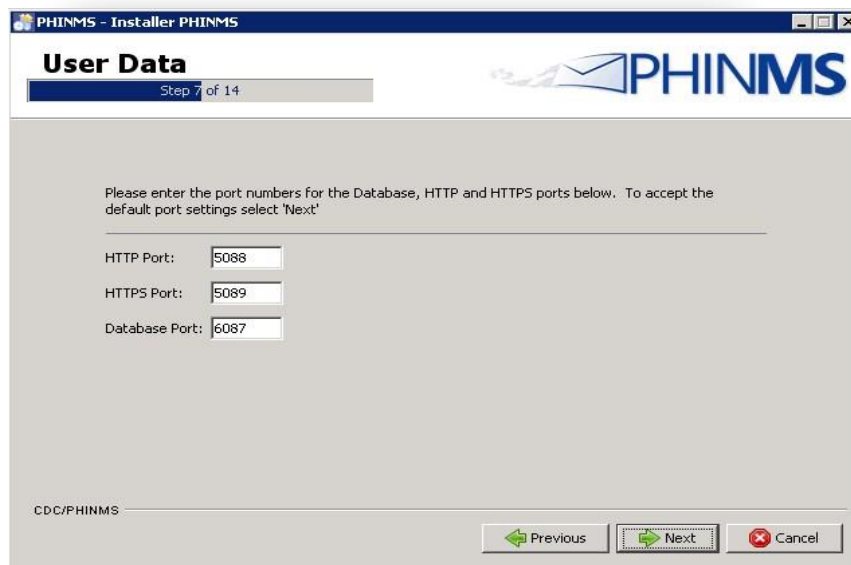 PHINMS - Installer PHINMS
User Data
Step 7 of 14
PHINMS
Please enter the port numbers for the Database, HTTP and HTTPS ports below.  To accept the
default port settings select 'Next'
HTTP Port: 5088
HTTPS Port: 5089
Database Port: 6087
CDC/PHINMS
Previous Next Cancel